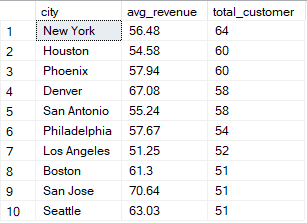 city avg_revenue total_customer
1 New York 56.48 64
2 Houston 54.58 60
3 Phoenix 57.94 60
4 Denver 67.08 58
5 San Antonio 55.24 58
6 Philadelphia 57.67 54
7 Los Angeles 51.25 52
8 Boston 61.3 51
9 San Jose 70.64 51
10 Seattle 63.03 51